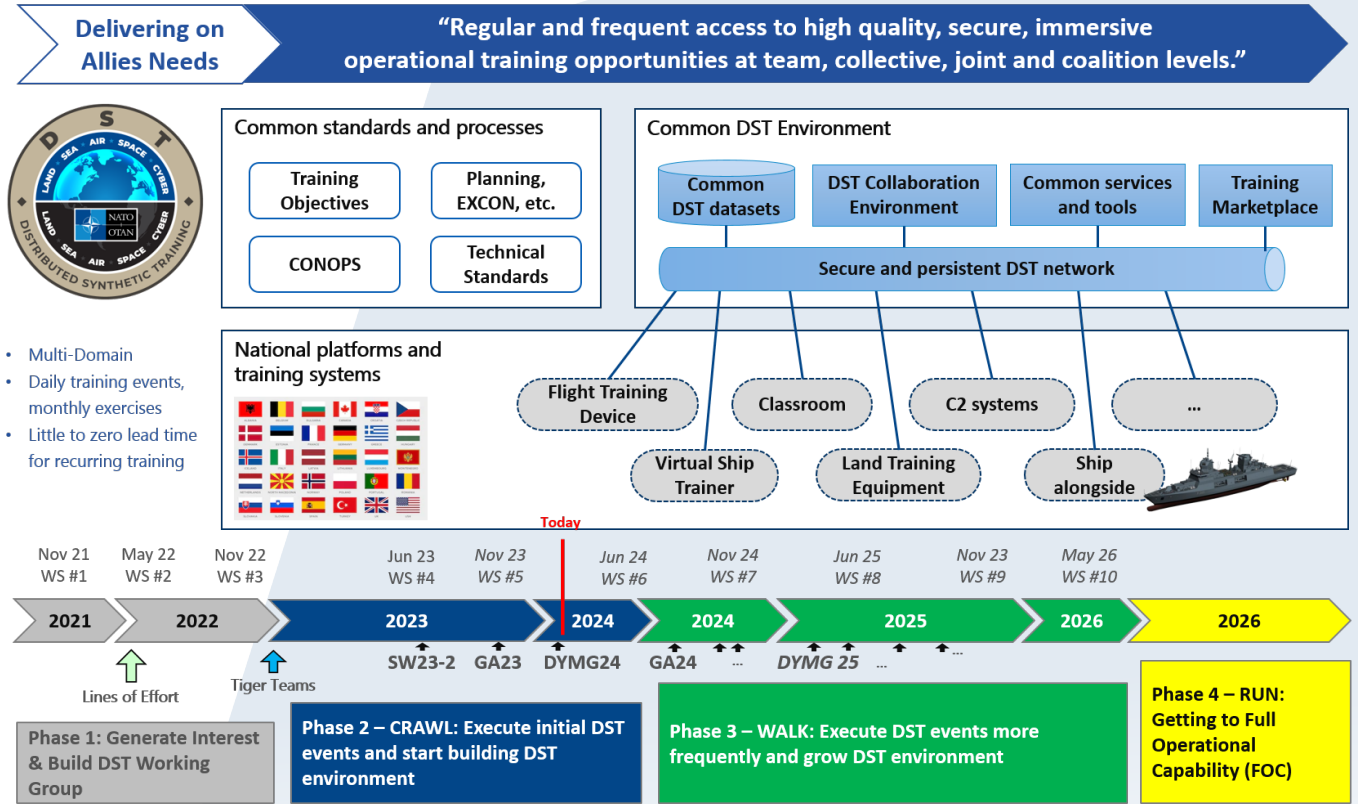 Delivering on
Allies Needs
“Regular and frequent access to high quality, secure, immersive
operational training opportunities at team, collective, joint and coalition levels.”
DST
LAND · SEA · AIR · SPACE · CYBER
NATO
OTAN
LAND · SEA · AIR · SPACE · CYBER
DISTRIBUTED SYNTHETIC TRAINING
Common standards and processes
Training
Objectives
Planning,
EXCON, etc.
CONOPS
Technical
Standards
Common DST Environment
Common
DST datasets
DST Collaboration
Environment
Common services
and tools
Training
Marketplace
Secure and persistent DST network
• Multi-Domain
• Daily training events,
monthly exercises
• Little to zero lead time
for recurring training
National platforms and
training systems
Flight Training
Device
Classroom
C2 systems
...
Virtual Ship
Trainer
Land Training
Equipment
Ship
alongside
Today
Nov 21
WS #1
May 22
WS #2
Nov 22
WS #3
Jun 23
WS #4
Nov 23
WS #5
Jun 24
WS #6
Nov 24
WS #7
Jun 25
WS #8
Nov 23
WS #9
May 26
WS #10
2021
2022
2023
2024
2024
2025
2026
2026
SW23-2
GA23
DYMG24
GA24
...
DYMG 25
...
...
Lines of Effort
Tiger Teams
Phase 1: Generate Interest
& Build DST Working
Group
Phase 2 – CRAWL: Execute initial DST
events and start building DST
environment
Phase 3 – WALK: Execute DST events more
frequently and grow DST environment
Phase 4 – RUN:
Getting to Full
Operational
Capability (FOC)